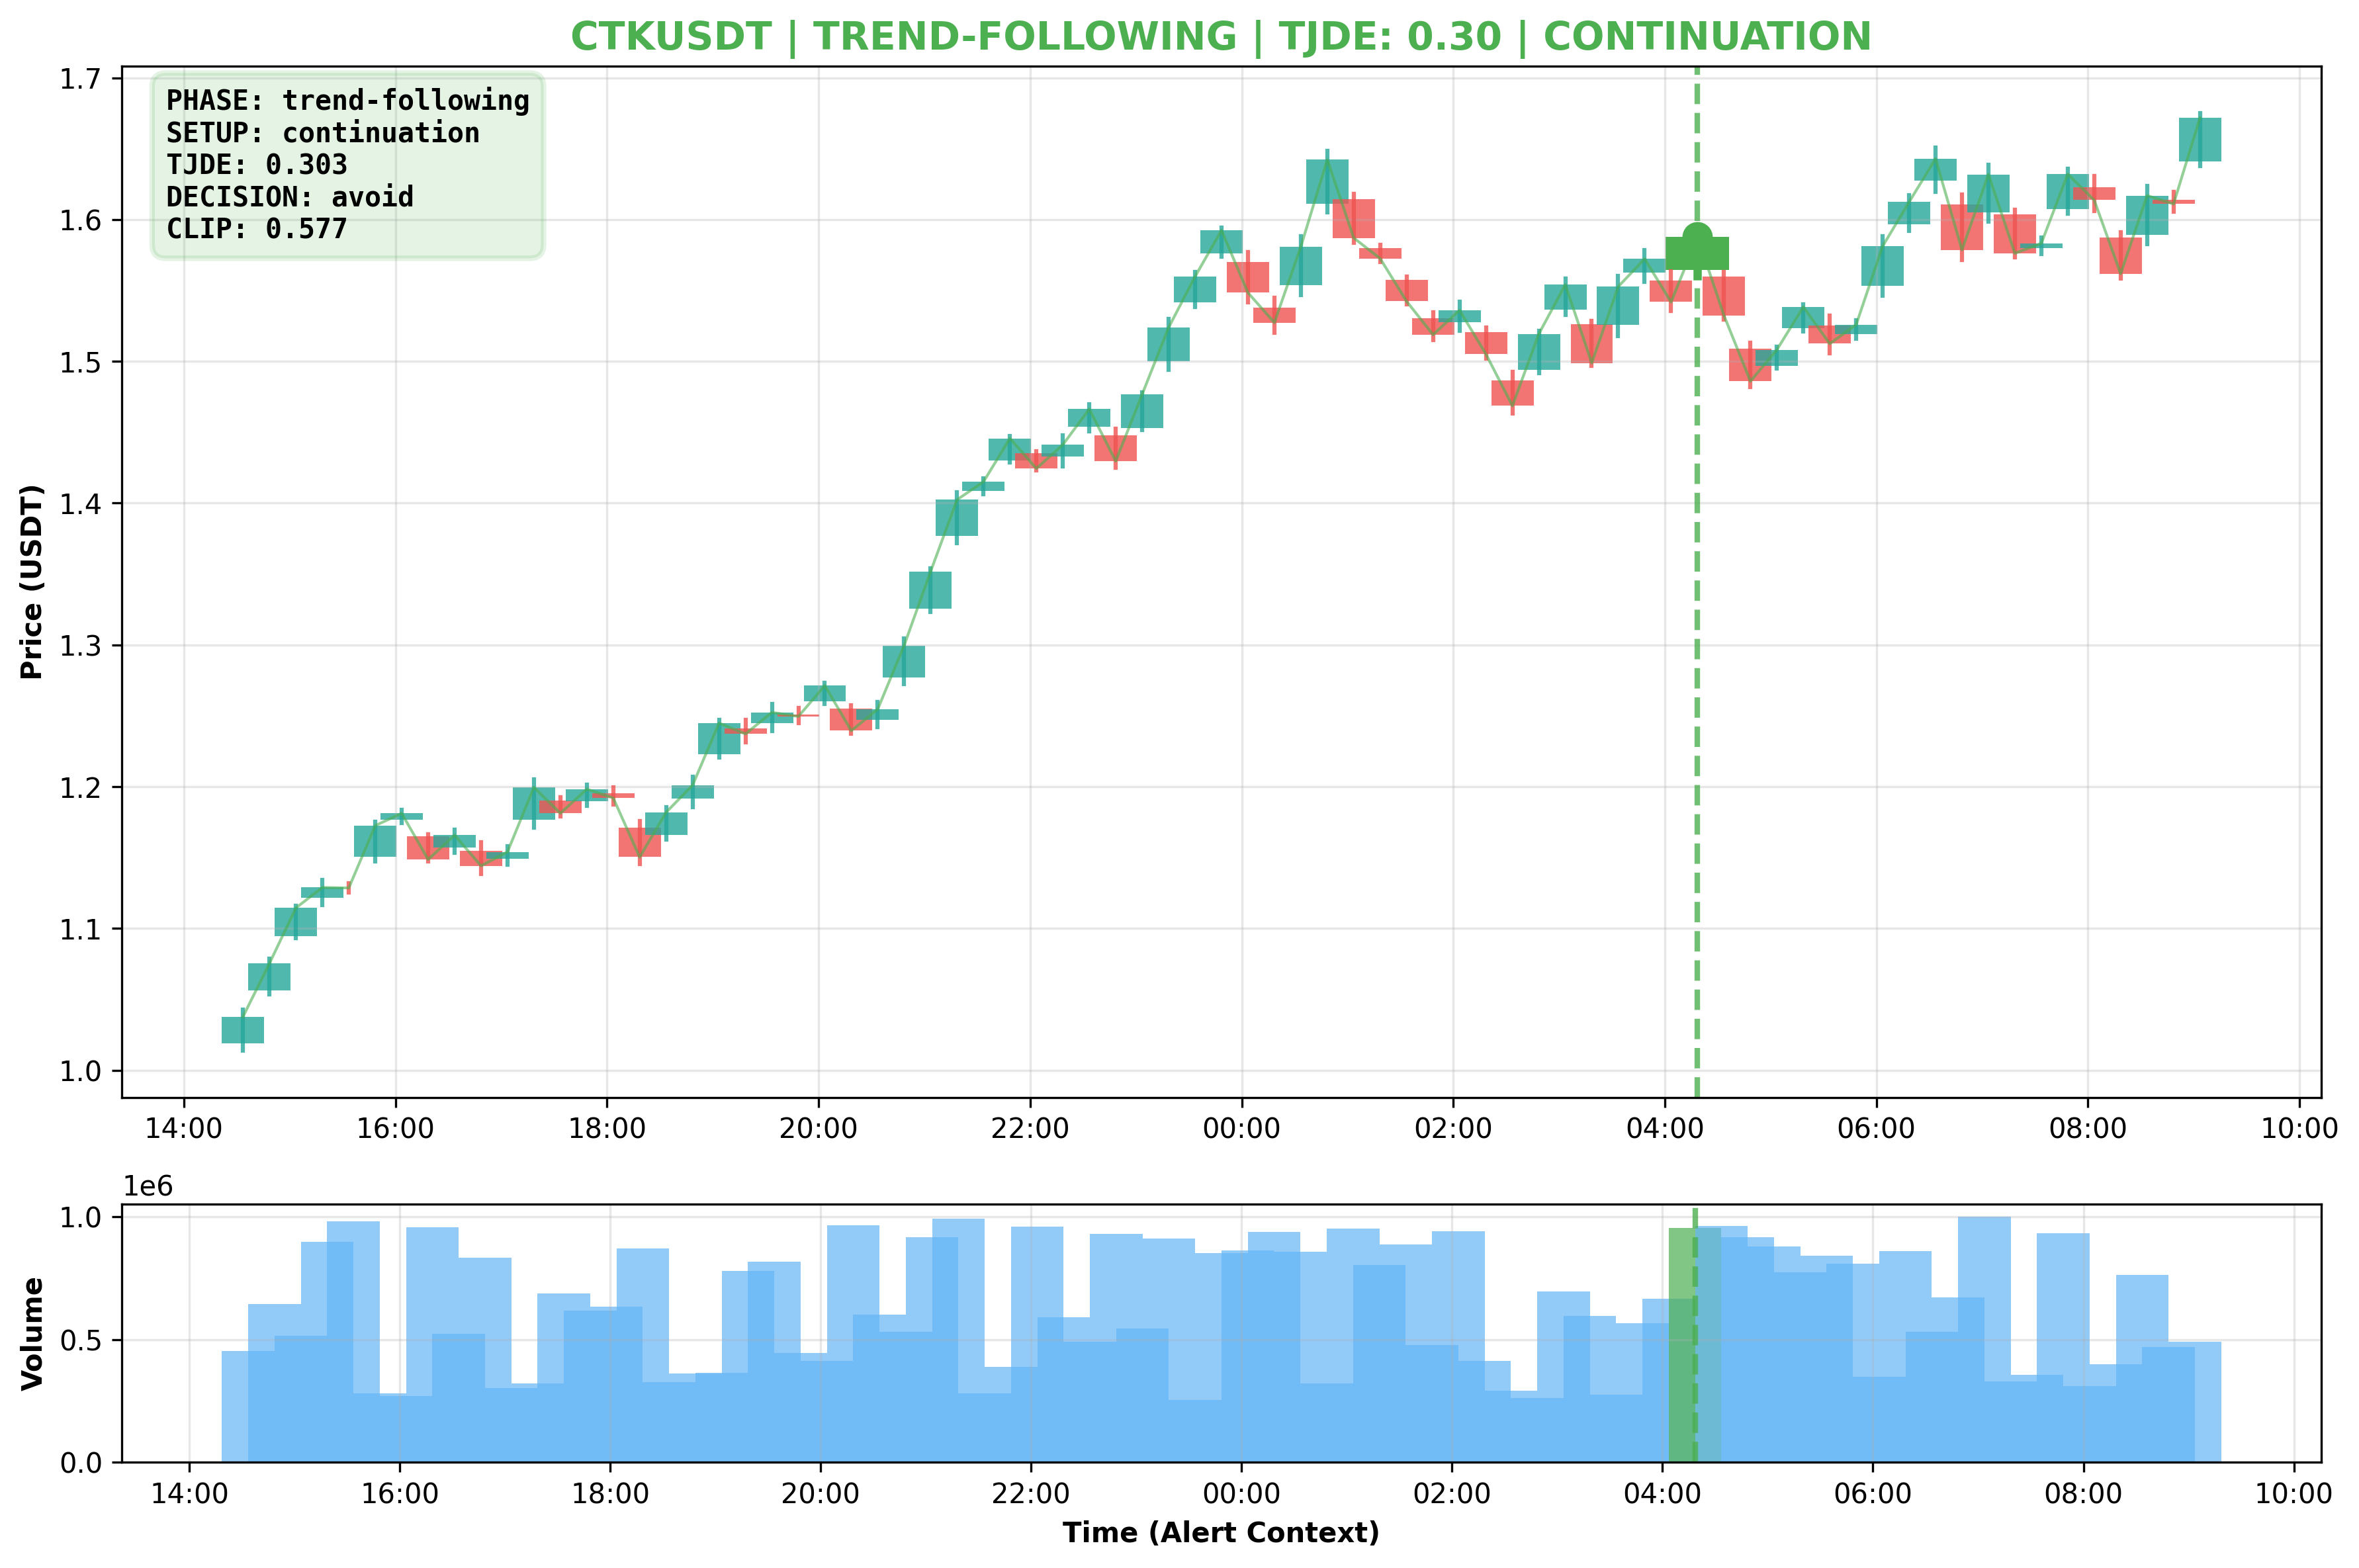 CTKUSDT | TREND-FOLLOWING | TJDE: 0.30 | CONTINUATION
PHASE: trend-following
SETUP: continuation
TJDE: 0.303
DECISION: avoid
CLIP: 0.577
Price (USDT)
1.7
1.6
1.5
1.4
1.3
1.2
1.1
1.0
14:00 16:00 18:00 20:00 22:00 00:00 02:00 04:00 06:00 08:00 10:00
1e6
Volume
1.0
0.5
0.0
14:00 16:00 18:00 20:00 22:00 00:00 02:00 04:00 06:00 08:00 10:00
Time (Alert Context)